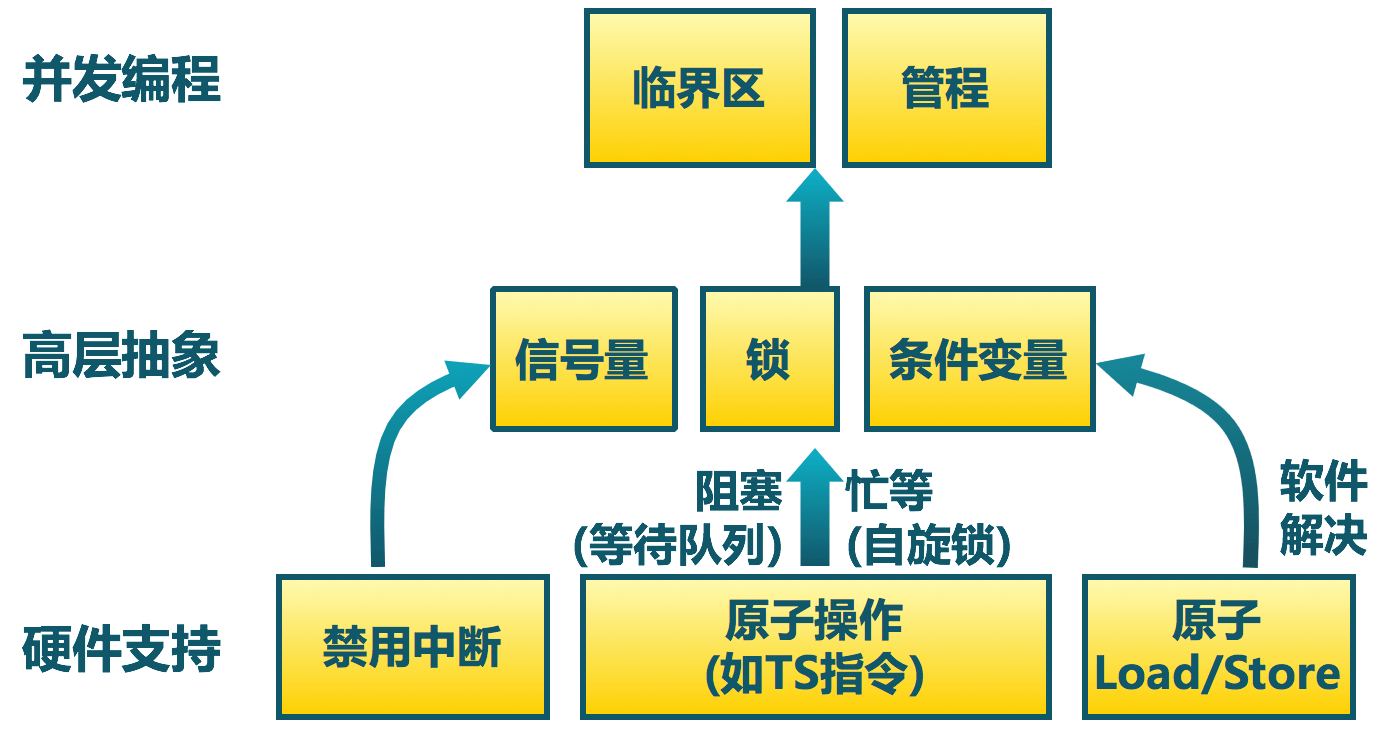 并发编程
临界区
管程
高层抽象
信号量
锁
条件变量
阻塞
(等待队列)
忙等
(自旋锁)
软件
解决
硬件支持
禁用中断
原子操作
(如TS指令)
原子
Load/Store